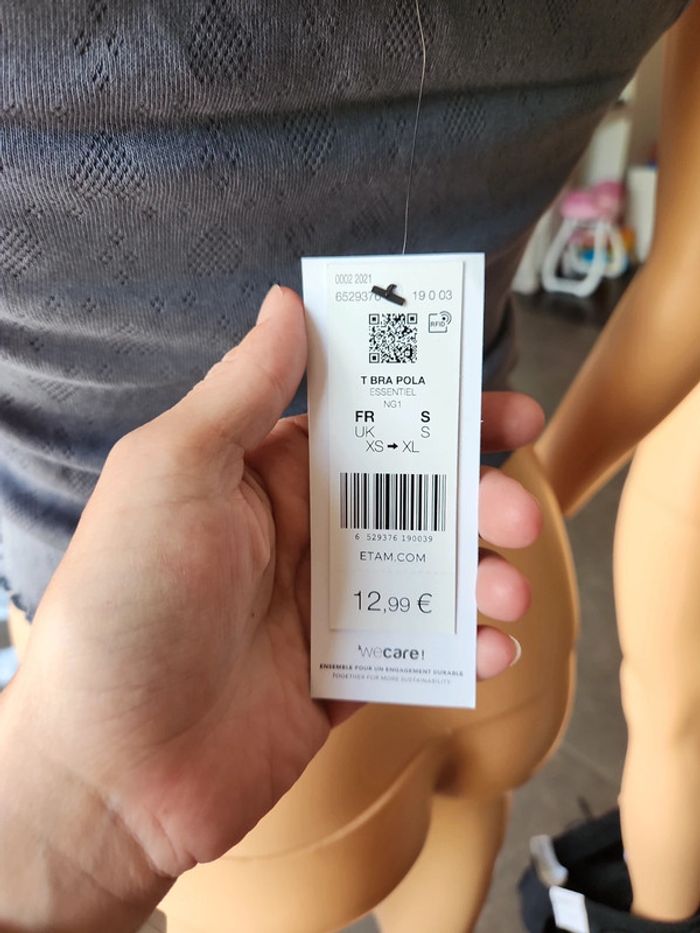 0002 2021
6529376 19 0 03
RFID
T BRA POLA
ESSENTIEL
NG1
FR S
UK S
XS ➡ XL
6 529376 190039
ETAM.COM
12,99 €
'wecare!
ENSEMBLE POUR UN ENGAGEMENT DURABLE
TOGETHER FOR MORE SUSTAINABILITY